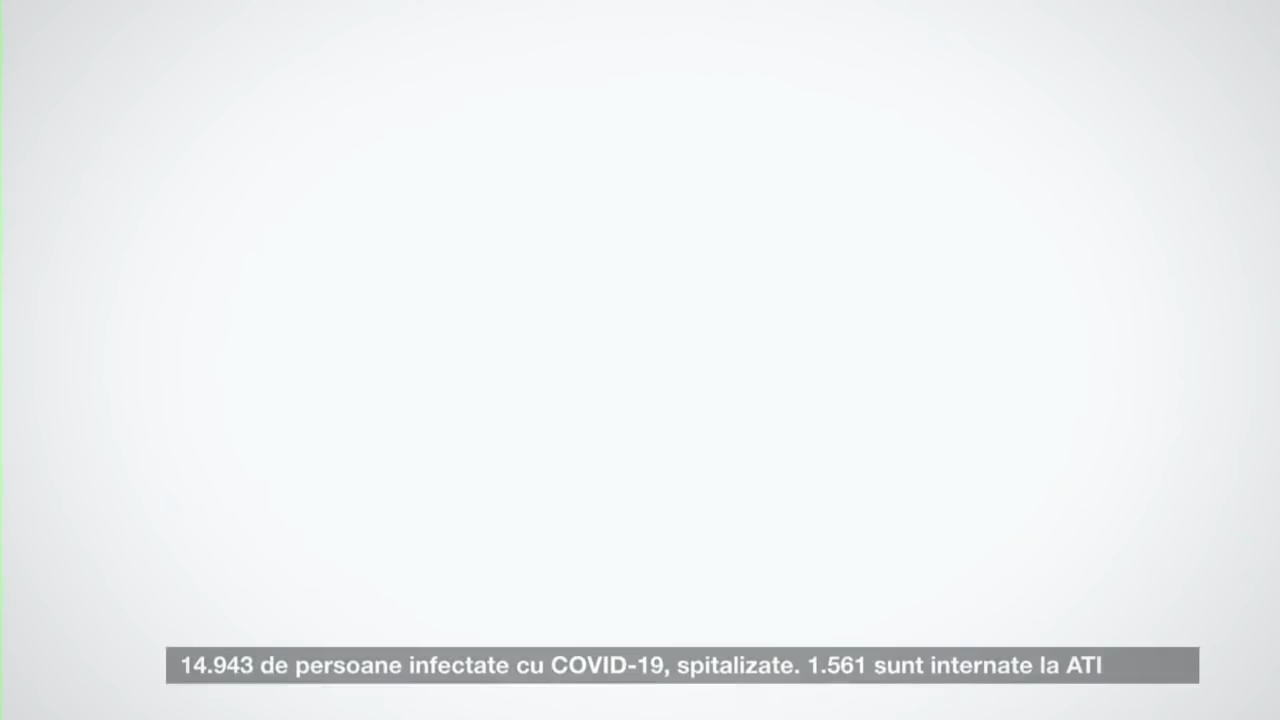 14.943 de persoane infectate cu COVID-19, spitalizate. 1.561 sunt internate la ATI